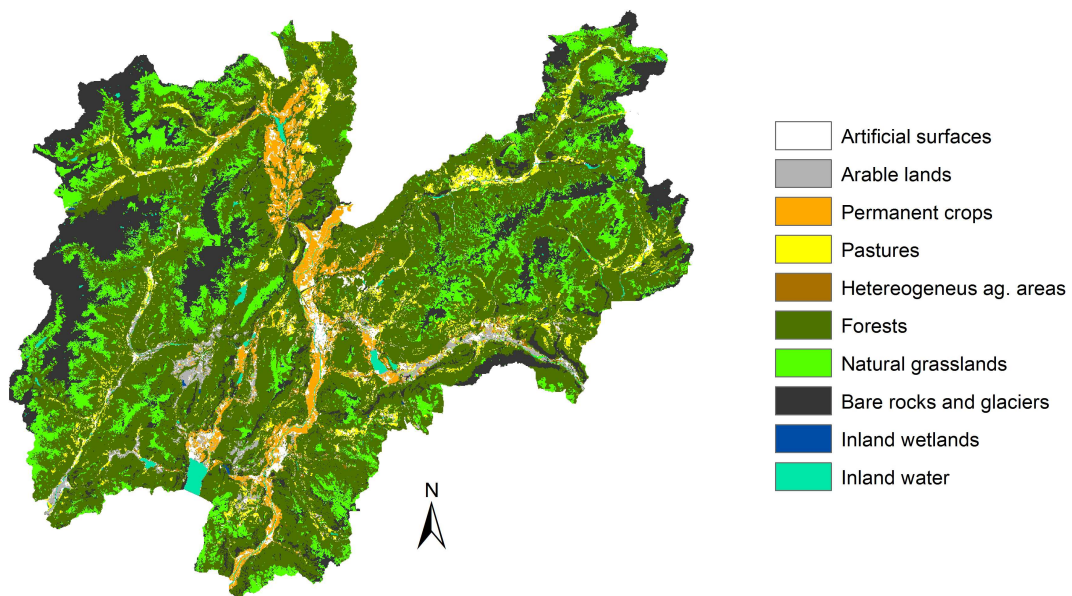 Artificial surfaces
Arable lands
Permanent crops
Pastures
Hetereogeneus ag. areas
Forests
Natural grasslands
Bare rocks and glaciers
Inland wetlands
Inland water
N